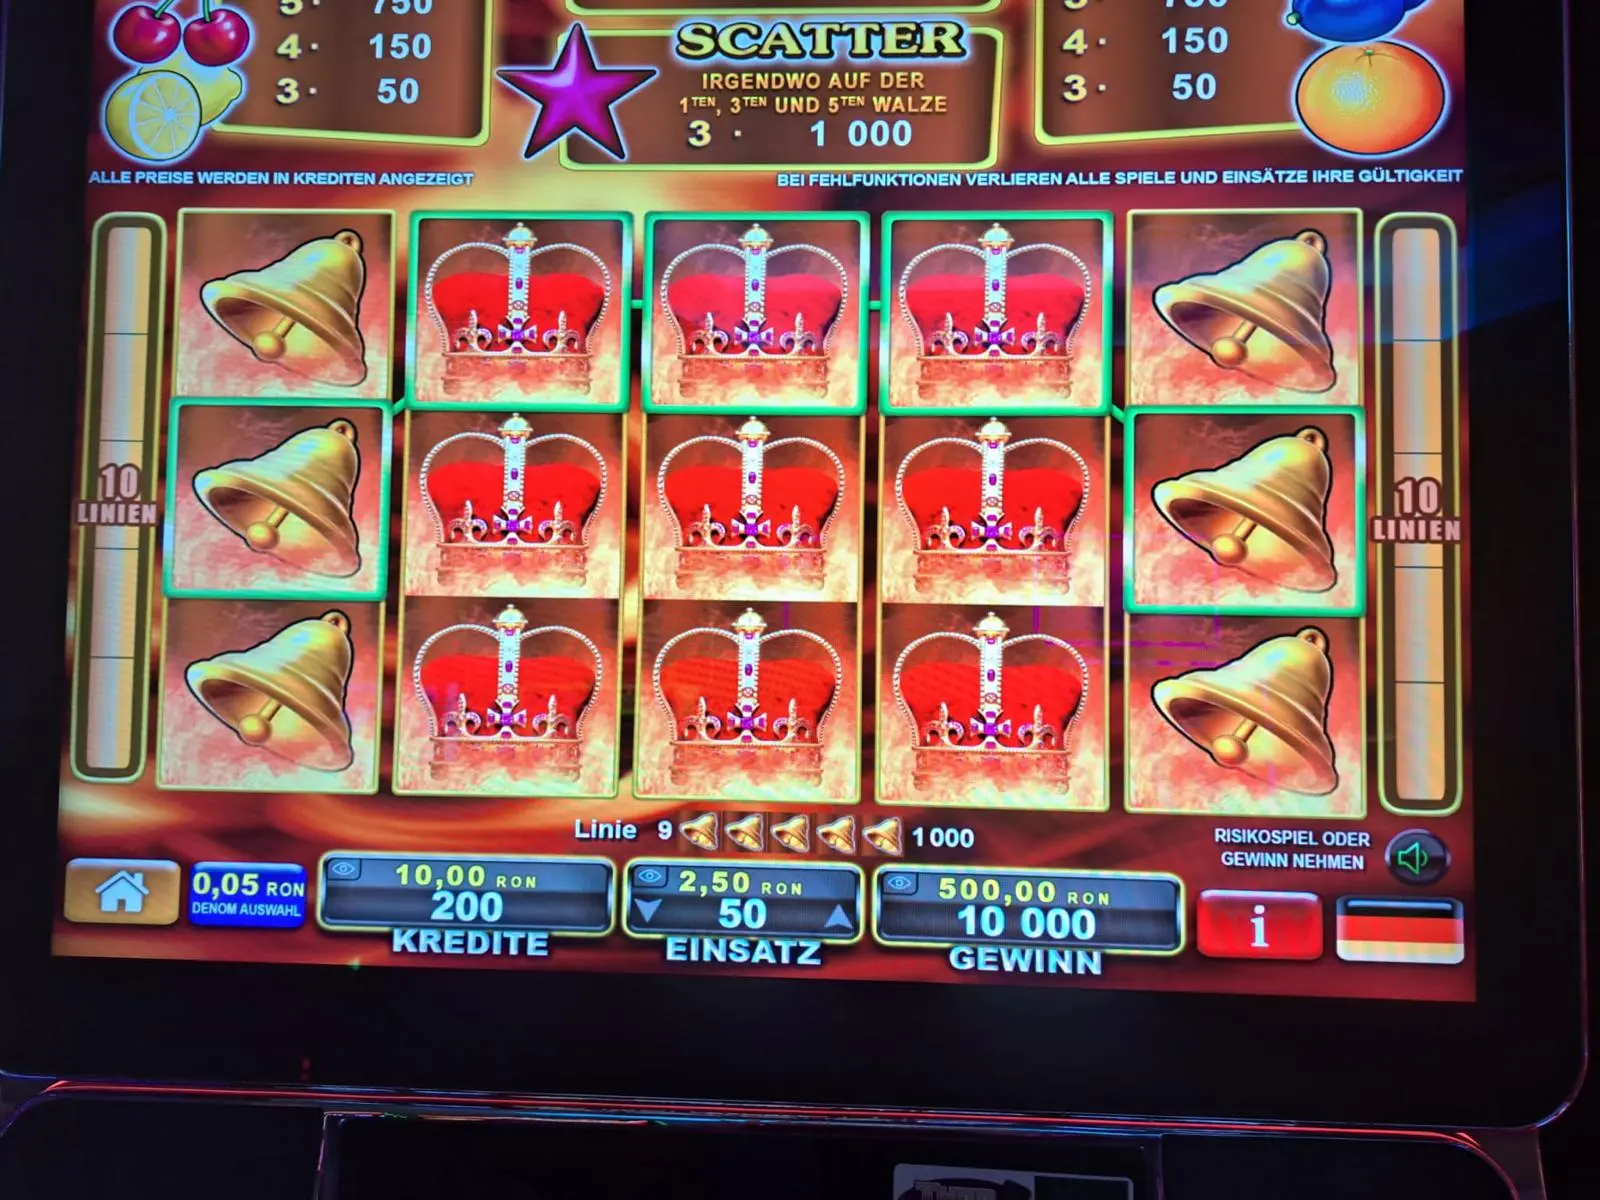 5· 750
4· 150
3· 50
SCATTER
IRGENDWO AUF DER
1TEN, 3TEN UND 5TEN WALZE
3 · 1 000
4· 150
3· 50
ALLE PREISE WERDEN IN KREDITEN ANGEZEIGT
BEI FEHLFUNKTIONEN VERLIEREN ALLE SPIELE UND EINSÄTZE IHRE GÜLTIGKEIT
10
LINIEN
10
LINIEN
Linie 9 1000
RISIKOSPIEL ODER
GEWINN NEHMEN
0,05 RON
DENOM AUSWAHL
10,00 RON
200
KREDITE
2,50 RON
50
EINSATZ
500,00 RON
10 000
GEWINN
i